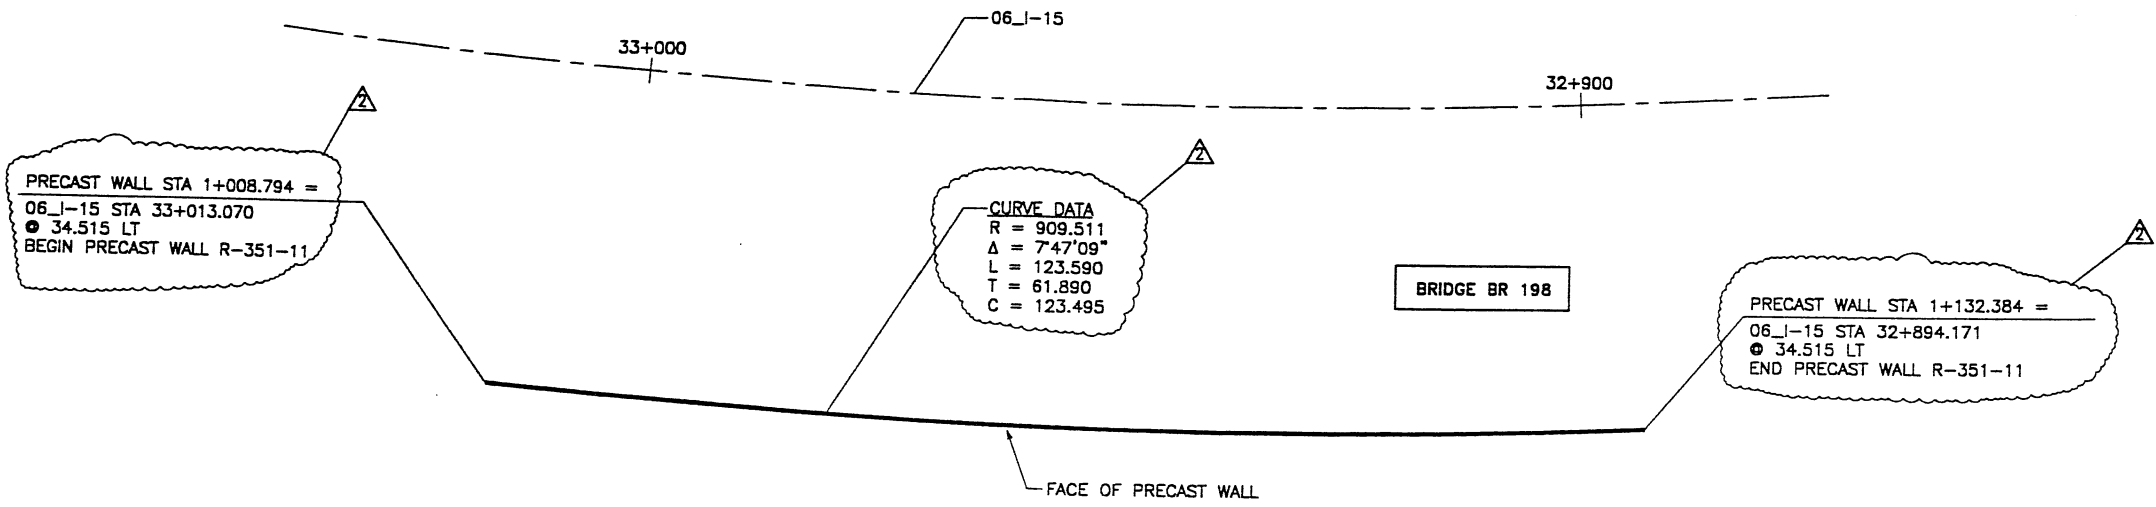 06_I-15
33+000
32+900
2
PRECAST WALL STA 1+008.794 =
06_I-15 STA 33+013.070
@ 34.515 LT
BEGIN PRECAST WALL R-351-11
2
CURVE DATA
R = 909.511
Δ = 7°47'09"
L = 123.590
T = 61.890
C = 123.495
BRIDGE BR 198
2
PRECAST WALL STA 1+132.384 =
06_I-15 STA 32+894.171
@ 34.515 LT
END PRECAST WALL R-351-11
FACE OF PRECAST WALL